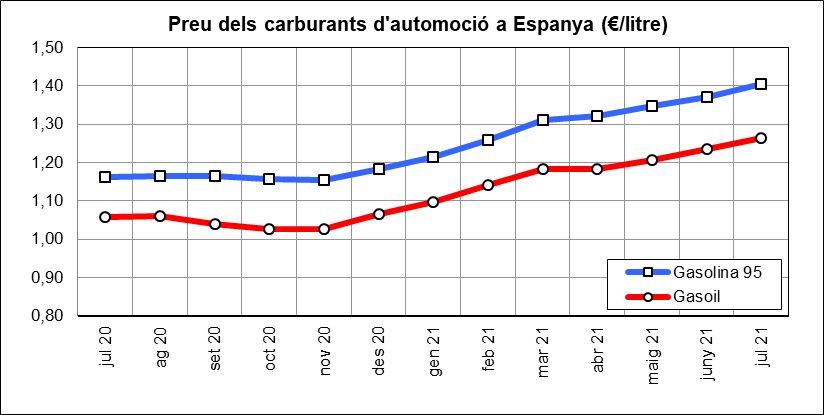 Preu dels carburants d'automoció a Espanya (€/litre)
1,50
1,40
1,30
1,20
1,10
1,00
0,90
0,80
Gasolina 95
Gasoil
jul 20
ag 20
set 20
oct 20
nov 20
des 20
gen 21
feb 21
mar 21
abr 21
maig 21
juny 21
jul 21